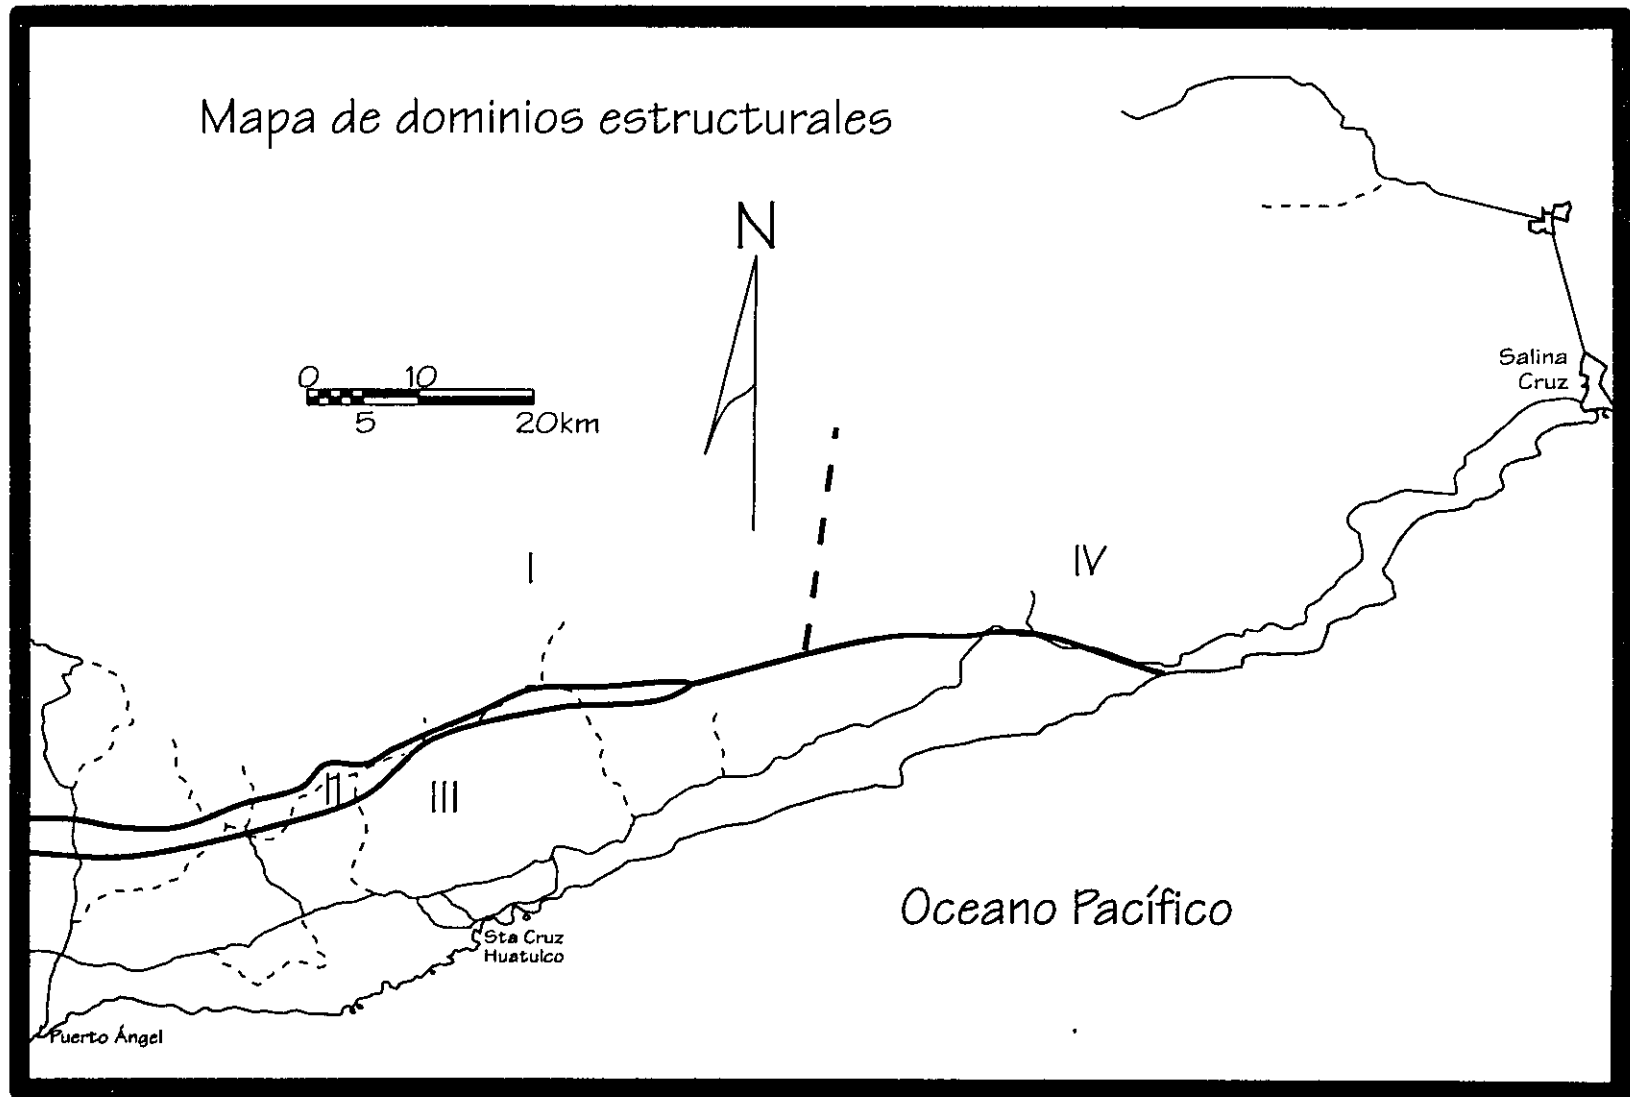 Mapa de dominios estructurales
N
0 10
5 20km
Salina
Cruz
I
IV
II
III
Oceano Pacífico
Sta Cruz
Huatulco
Puerto Ángel